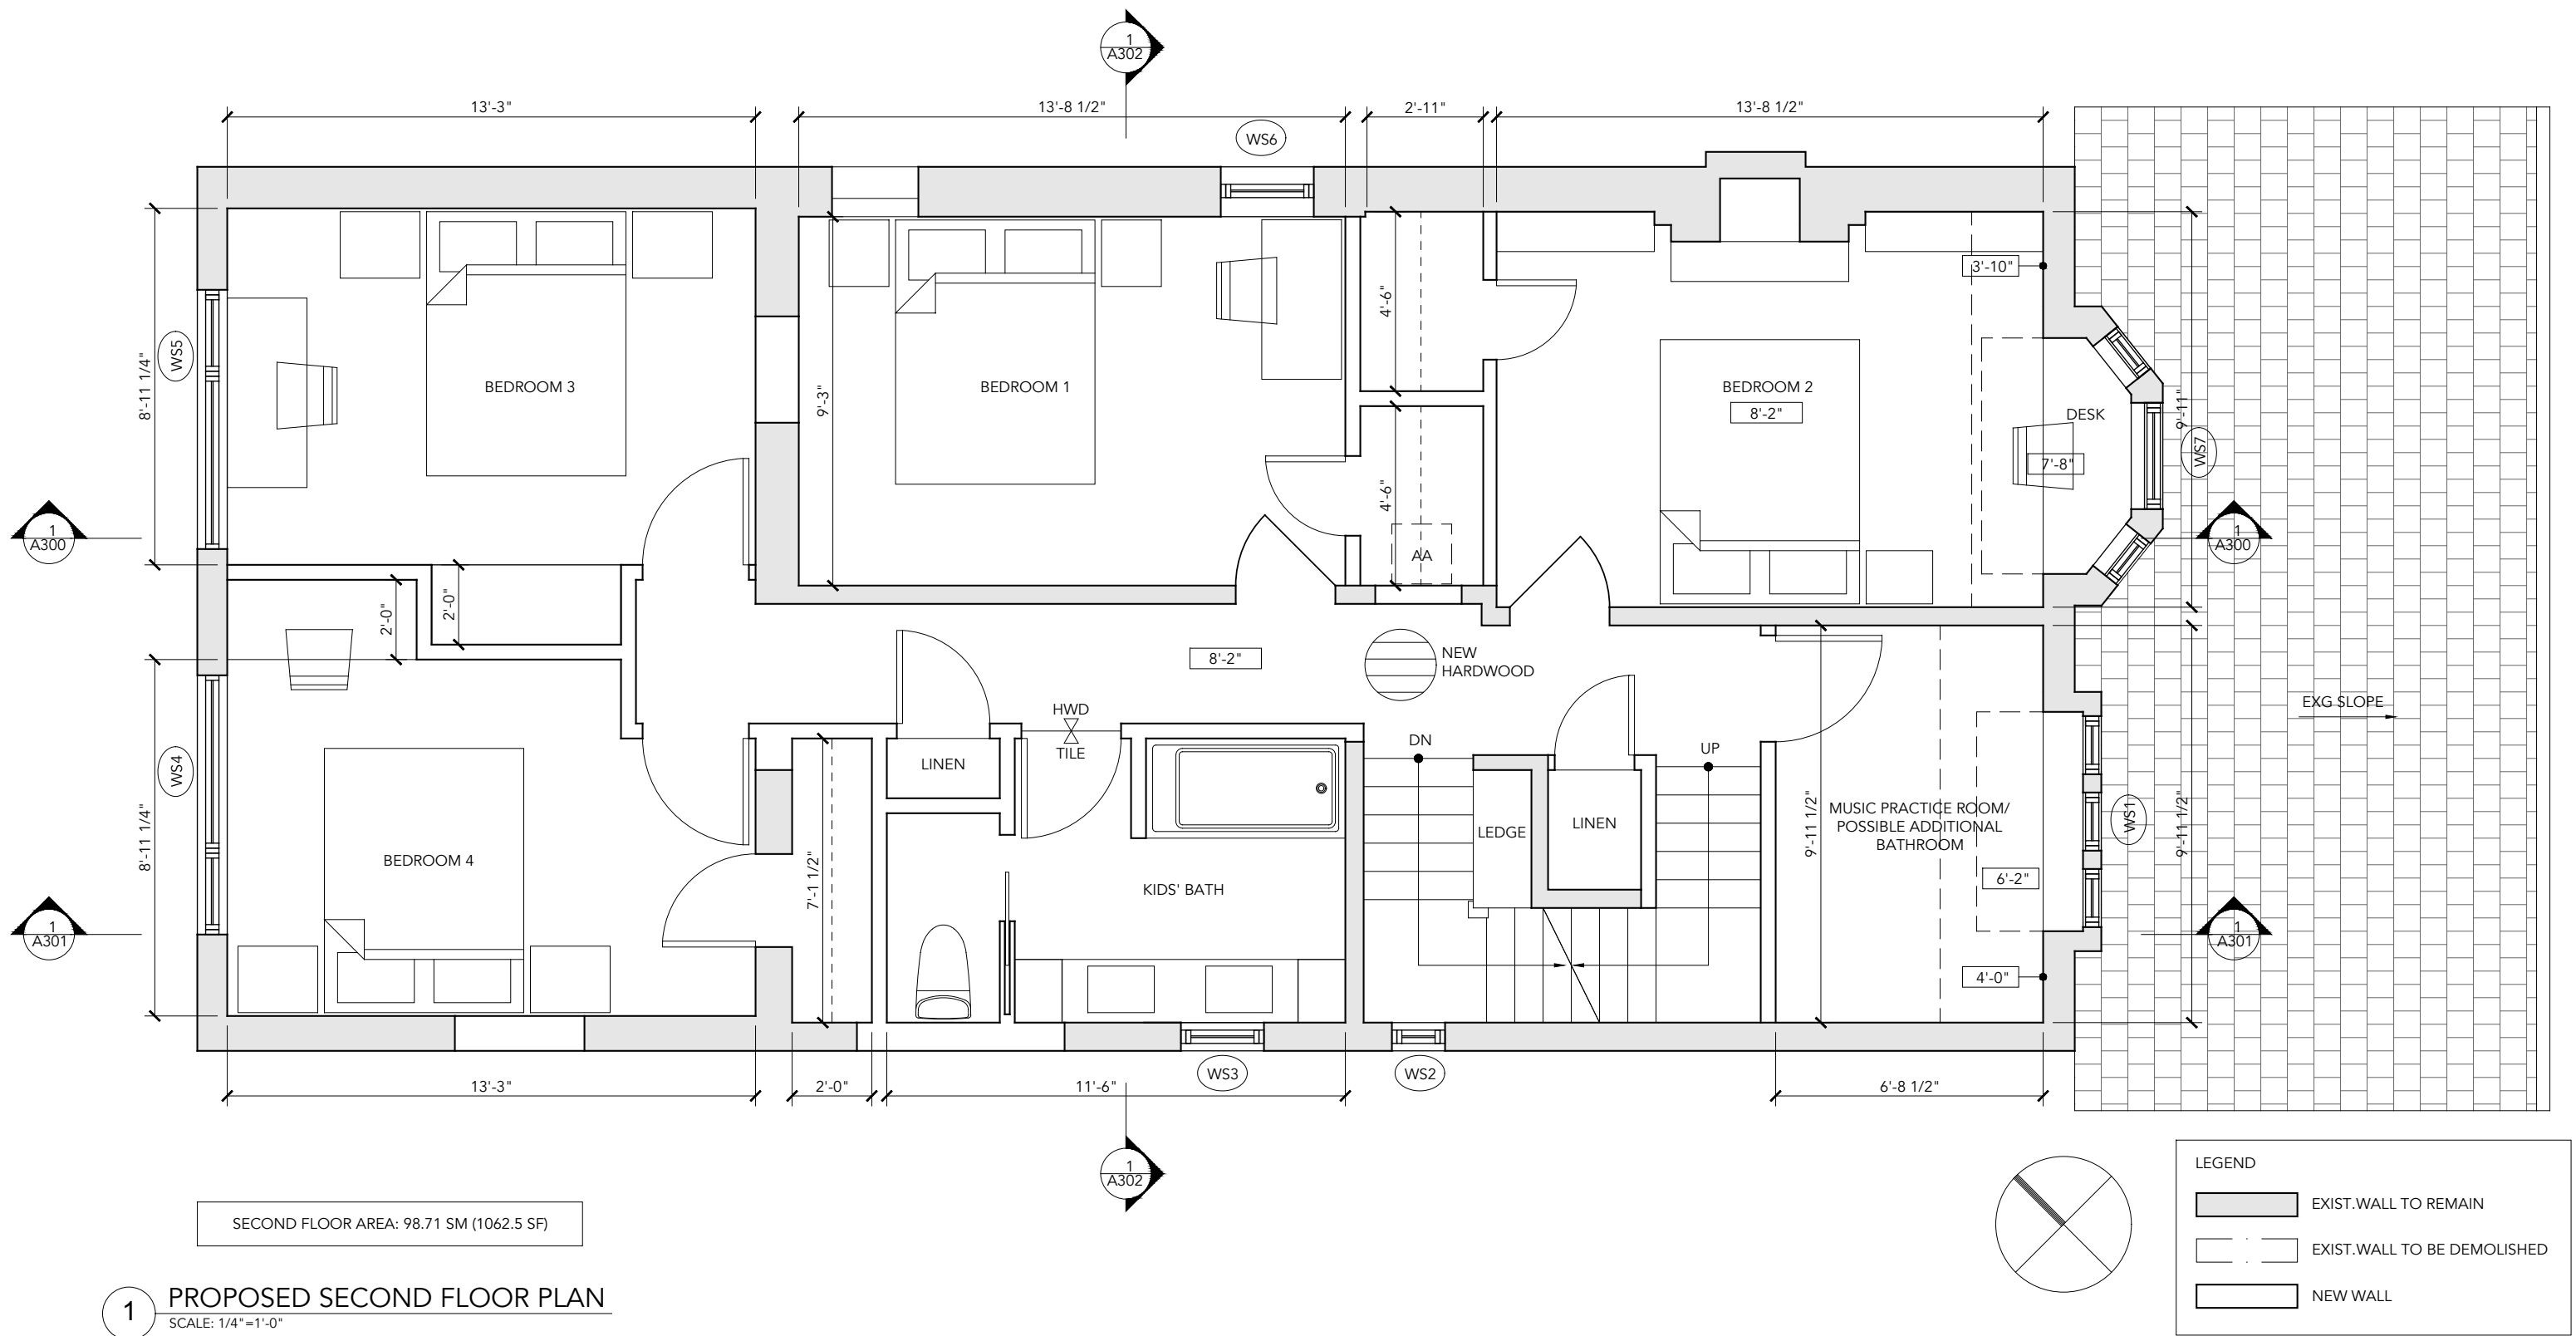 1
A302
13'-3"
13'-8 1/2"
2'-11"
13'-8 1/2"
WS6
3'-10"
4'-6"
WS5
8'-11 1/4"
BEDROOM 3
BEDROOM 1
9'-3"
BEDROOM 2
8'-2"
DESK
9'-11"
WS7
7'-8"
4'-6"
1
A300
AA
1
A300
2'-0"
2'-0"
8'-2"
NEW
HARDWOOD
HWD
TILE
EXG SLOPE
DN
UP
WS4
LINEN
8'-11 1/4"
BEDROOM 4
7'-1 1/2"
KIDS' BATH
LEDGE
LINEN
9'-11 1/2"
MUSIC PRACTICE ROOM/
POSSIBLE ADDITIONAL
BATHROOM
WS1
9'-11 1/2"
6'-2"
1
A301
1
A301
4'-0"
13'-3"
2'-0"
11'-6"
WS3
WS2
6'-8 1/2"
1
A302
SECOND FLOOR AREA: 98.71 SM (1062.5 SF)
1
PROPOSED SECOND FLOOR PLAN
SCALE: 1/4"=1'-0"
LEGEND
EXIST.WALL TO REMAIN
EXIST.WALL TO BE DEMOLISHED
NEW WALL